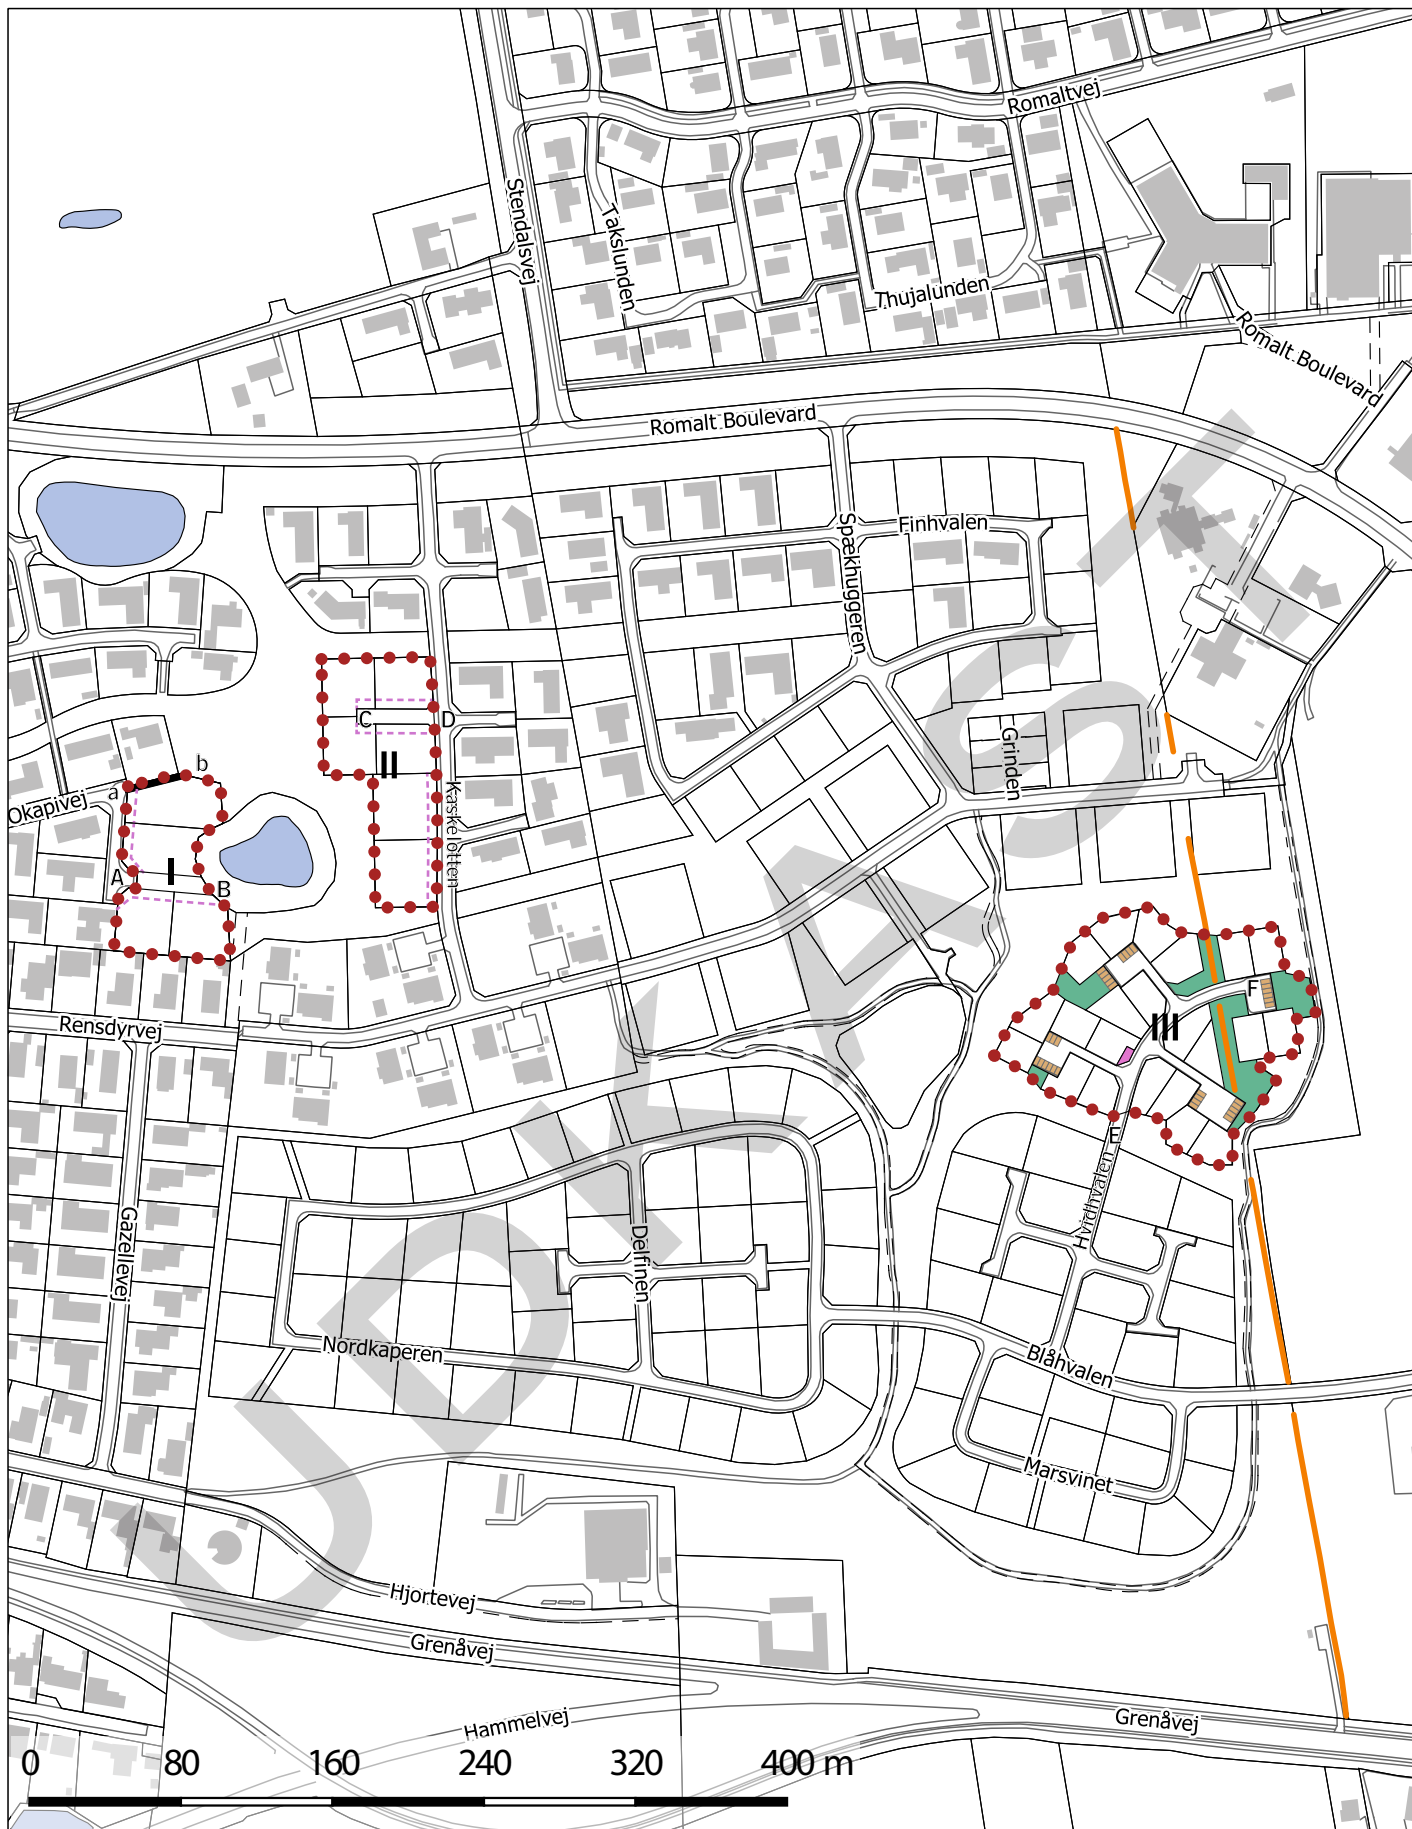 Romaltvej
Stendalsvej
Takslunden
Thujalunden
Romalt Boulevard
Romalt Boulevard
Finhvalen
Spækhuggeren
C
D
II
Grinden
a
b
Okapivej
Kaskelotten
I
A
B
F
III
Rensdyrvej
E
Hvidhvalen
Gazellevej
Delfinen
Nordkaperen
Blåhvalen
Marsvinet
Hjortevej
Grenåvej
Hammelvej
Grenåvej
0 80 160 240 320 400 m
UDKAST